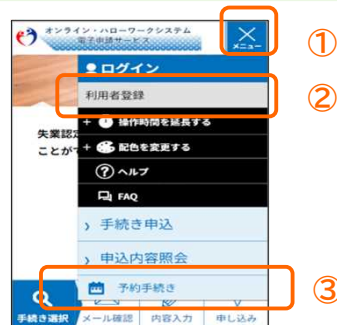 オンライン・ハローワークシステム
電子申請サービス
メニュー
①
ログイン
利用者登録
②
+ 操作時間を延長する
失業認定
+ 配色を変更する
ことが
ヘルプ
FAQ
手続き申込
申込内容照会
予約手続き
③
手続き選択
メール確認
内容入力
申し込み